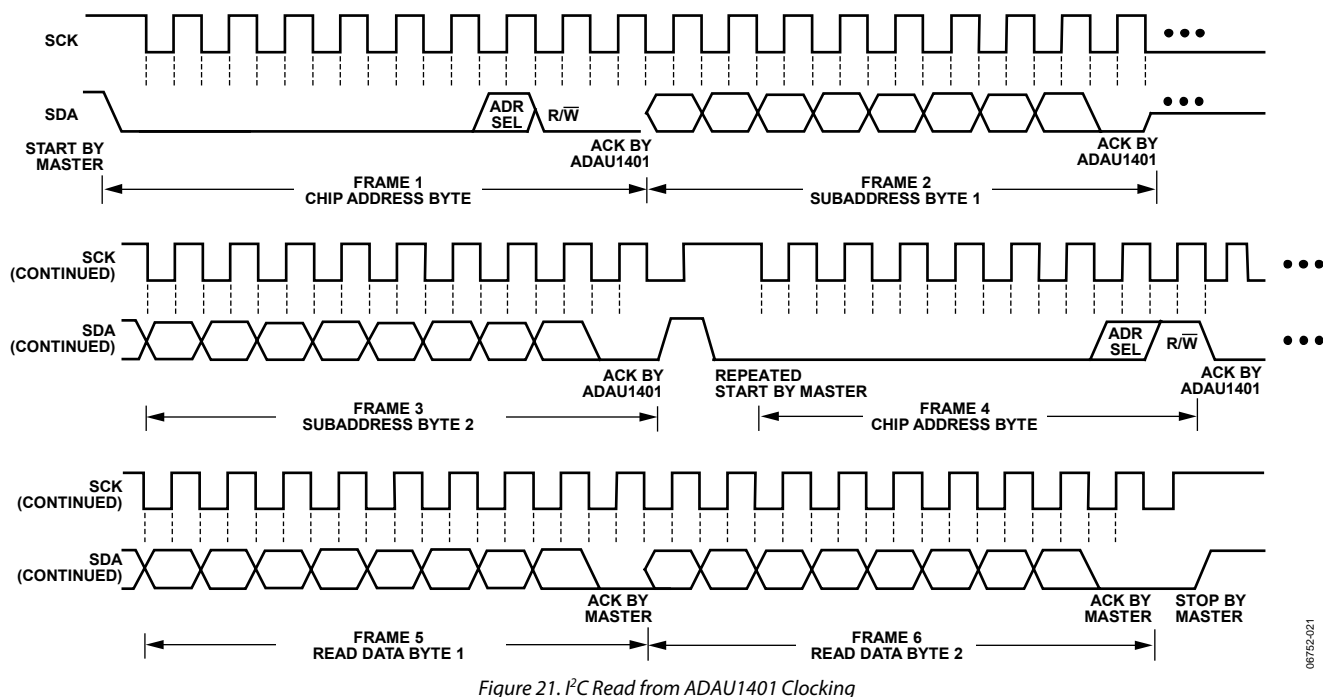 SCK
SDA
ADR
SEL
R/W̅
START BY
MASTER
ACK BY
ADAU1401
ACK BY
ADAU1401
FRAME 1
CHIP ADDRESS BYTE
FRAME 2
SUBADDRESS BYTE 1
SCK
(CONTINUED)
SDA
(CONTINUED)
ADR
SEL
R/W̅
ACK BY
ADAU1401
REPEATED
START BY MASTER
ACK BY
ADAU1401
FRAME 3
SUBADDRESS BYTE 2
FRAME 4
CHIP ADDRESS BYTE
SCK
(CONTINUED)
SDA
(CONTINUED)
ACK BY
MASTER
ACK BY
MASTER
STOP BY
MASTER
FRAME 5
READ DATA BYTE 1
FRAME 6
READ DATA BYTE 2
06752-021
Figure 21. I²C Read from ADAU1401 Clocking